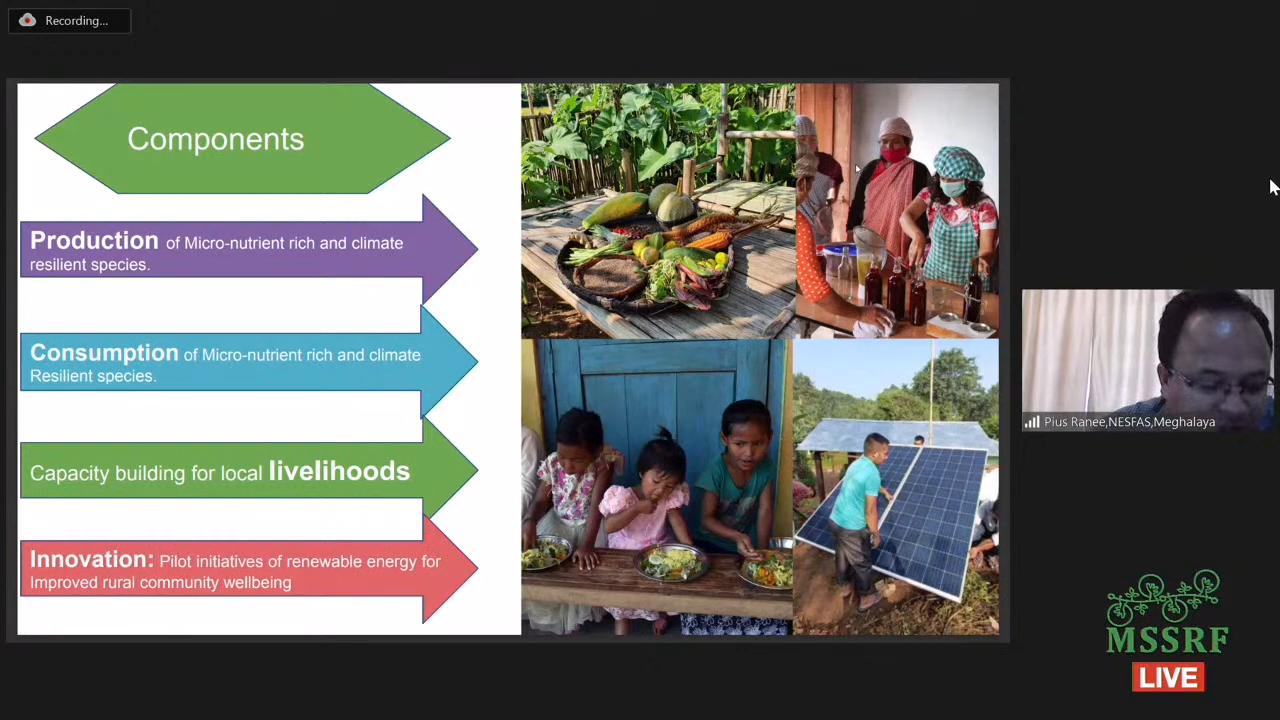 Recording...
Components
Production of Micro-nutrient rich and climate
resilient species.
Consumption of Micro-nutrient rich and climate
Resilient species.
Capacity building for local livelihoods
Innovation: Pilot initiatives of renewable energy for
Improved rural community wellbeing
Pius Ranee,NESFAS,Meghalaya
MSSRF
LIVE